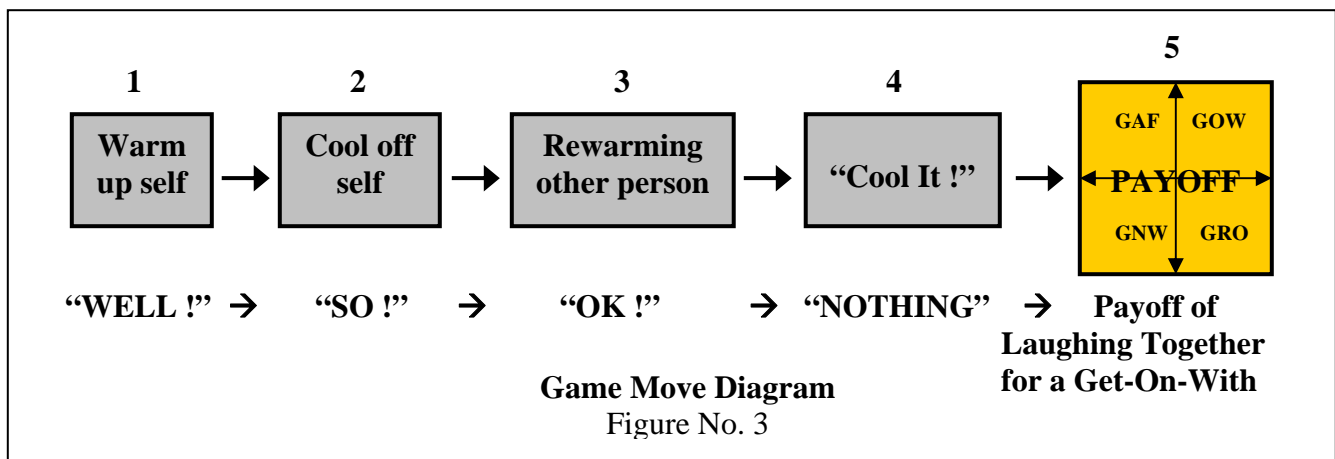 1
2
3
4
5
Warm
up self
Cool off
self
Rewarming
other person
“Cool It !”
GAF
GOW
PAYOFF
GNW
GRO
“WELL !” → “SO !” → “OK !” → “NOTHING” → Payoff of
Laughing Together
for a Get-On-With
Game Move Diagram
Figure No. 3